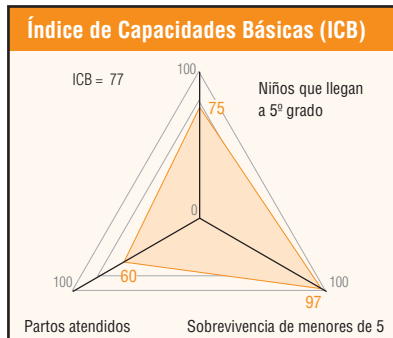 Índice de Capacidades Básicas (ICB)
ICB = 77
100
Niños que llegan
a 5º grado
75
0
100
60
100
97
Partos atendidos
Sobrevivencia de menores de 5